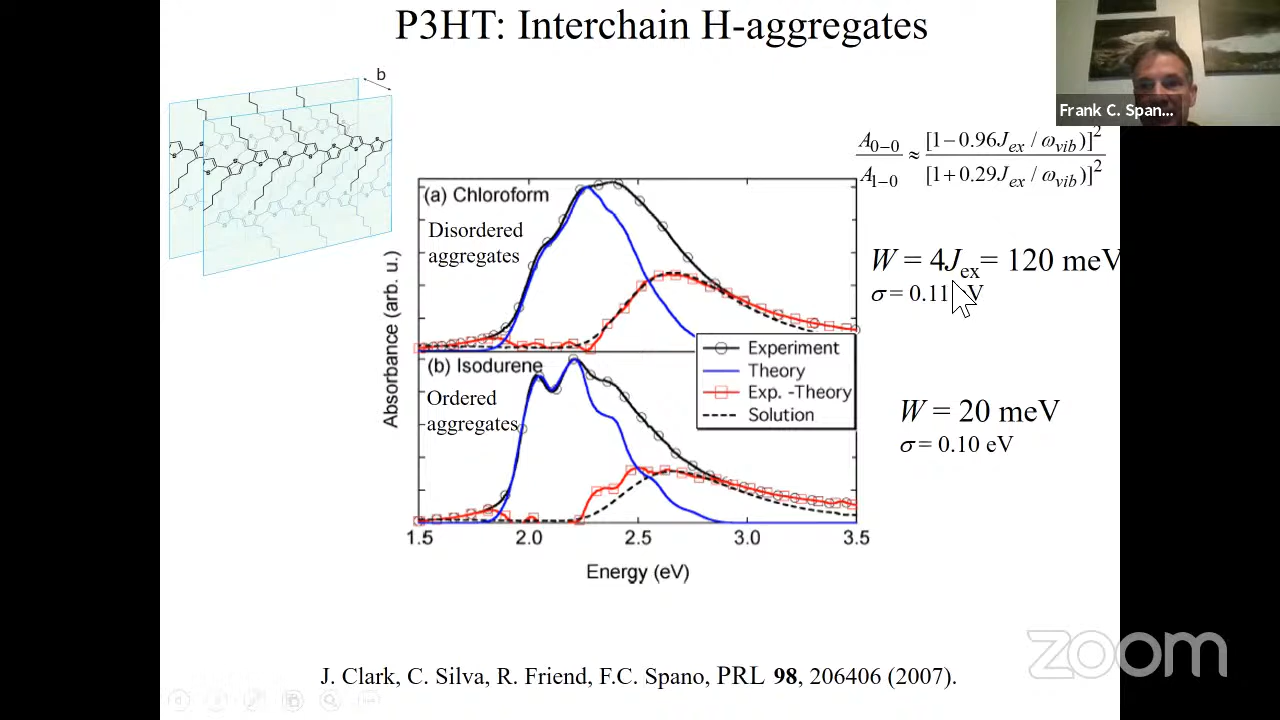 P3HT: Interchain H-aggregates
b
Frank C. Span...
A0−0 / A1−0 ≈ [1−0.96Jex / ωvib)]² / [1+0.29Jex / ωvib)]²
(a) Chloroform
Disordered
aggregates
W = 4Jex= 120 meV
σ = 0.11 V
Experiment
Theory
Exp. -Theory
Solution
(b) Isodurene
Ordered
aggregates
W = 20 meV
σ = 0.10 eV
Absorbance (arb. u.)
1.5 2.0 2.5 3.0 3.5
Energy (eV)
zoom
J. Clark, C. Silva, R. Friend, F.C. Spano, PRL 98, 206406 (2007).